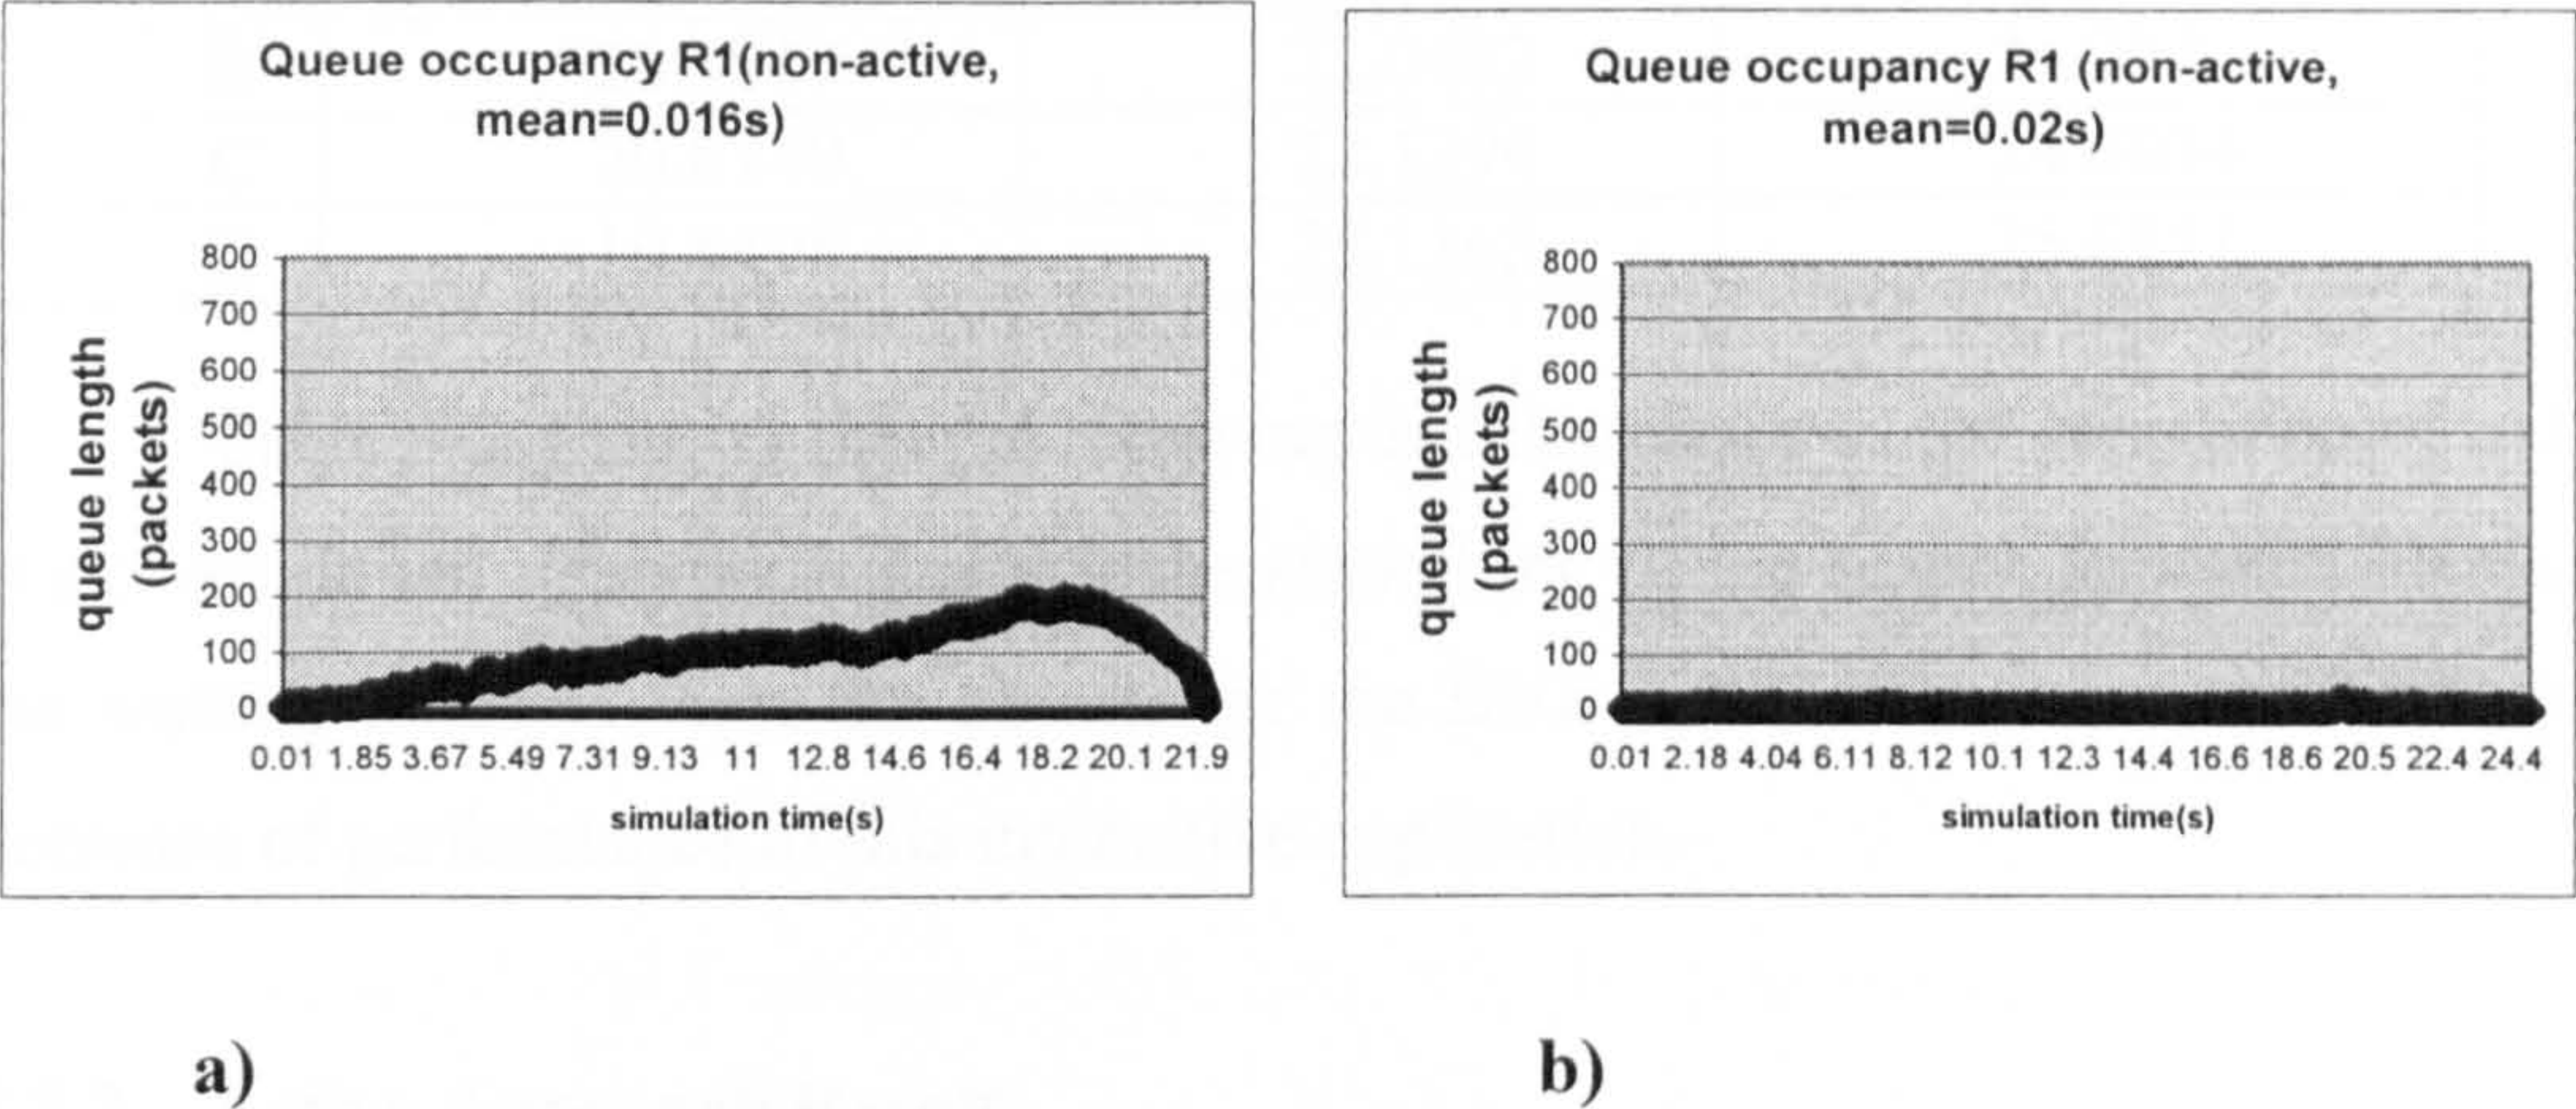 Queue occupancy R1(non-active,
mean=0.016s)
queue length
(packets)
800
700
600
500
400
300
200
100
0
0.01 1.85 3.67 5.49 7.31 9.13 11 12.8 14.6 16.4 18.2 20.1 21.9
simulation time(s)
a)
Queue occupancy R1 (non-active,
mean=0.02s)
queue length
(packets)
800
700
600
500
400
300
200
100
0
0.01 2.18 4.04 6.11 8.12 10.1 12.3 14.4 16.6 18.6 20.5 22.4 24.4
simulation time(s)
b)